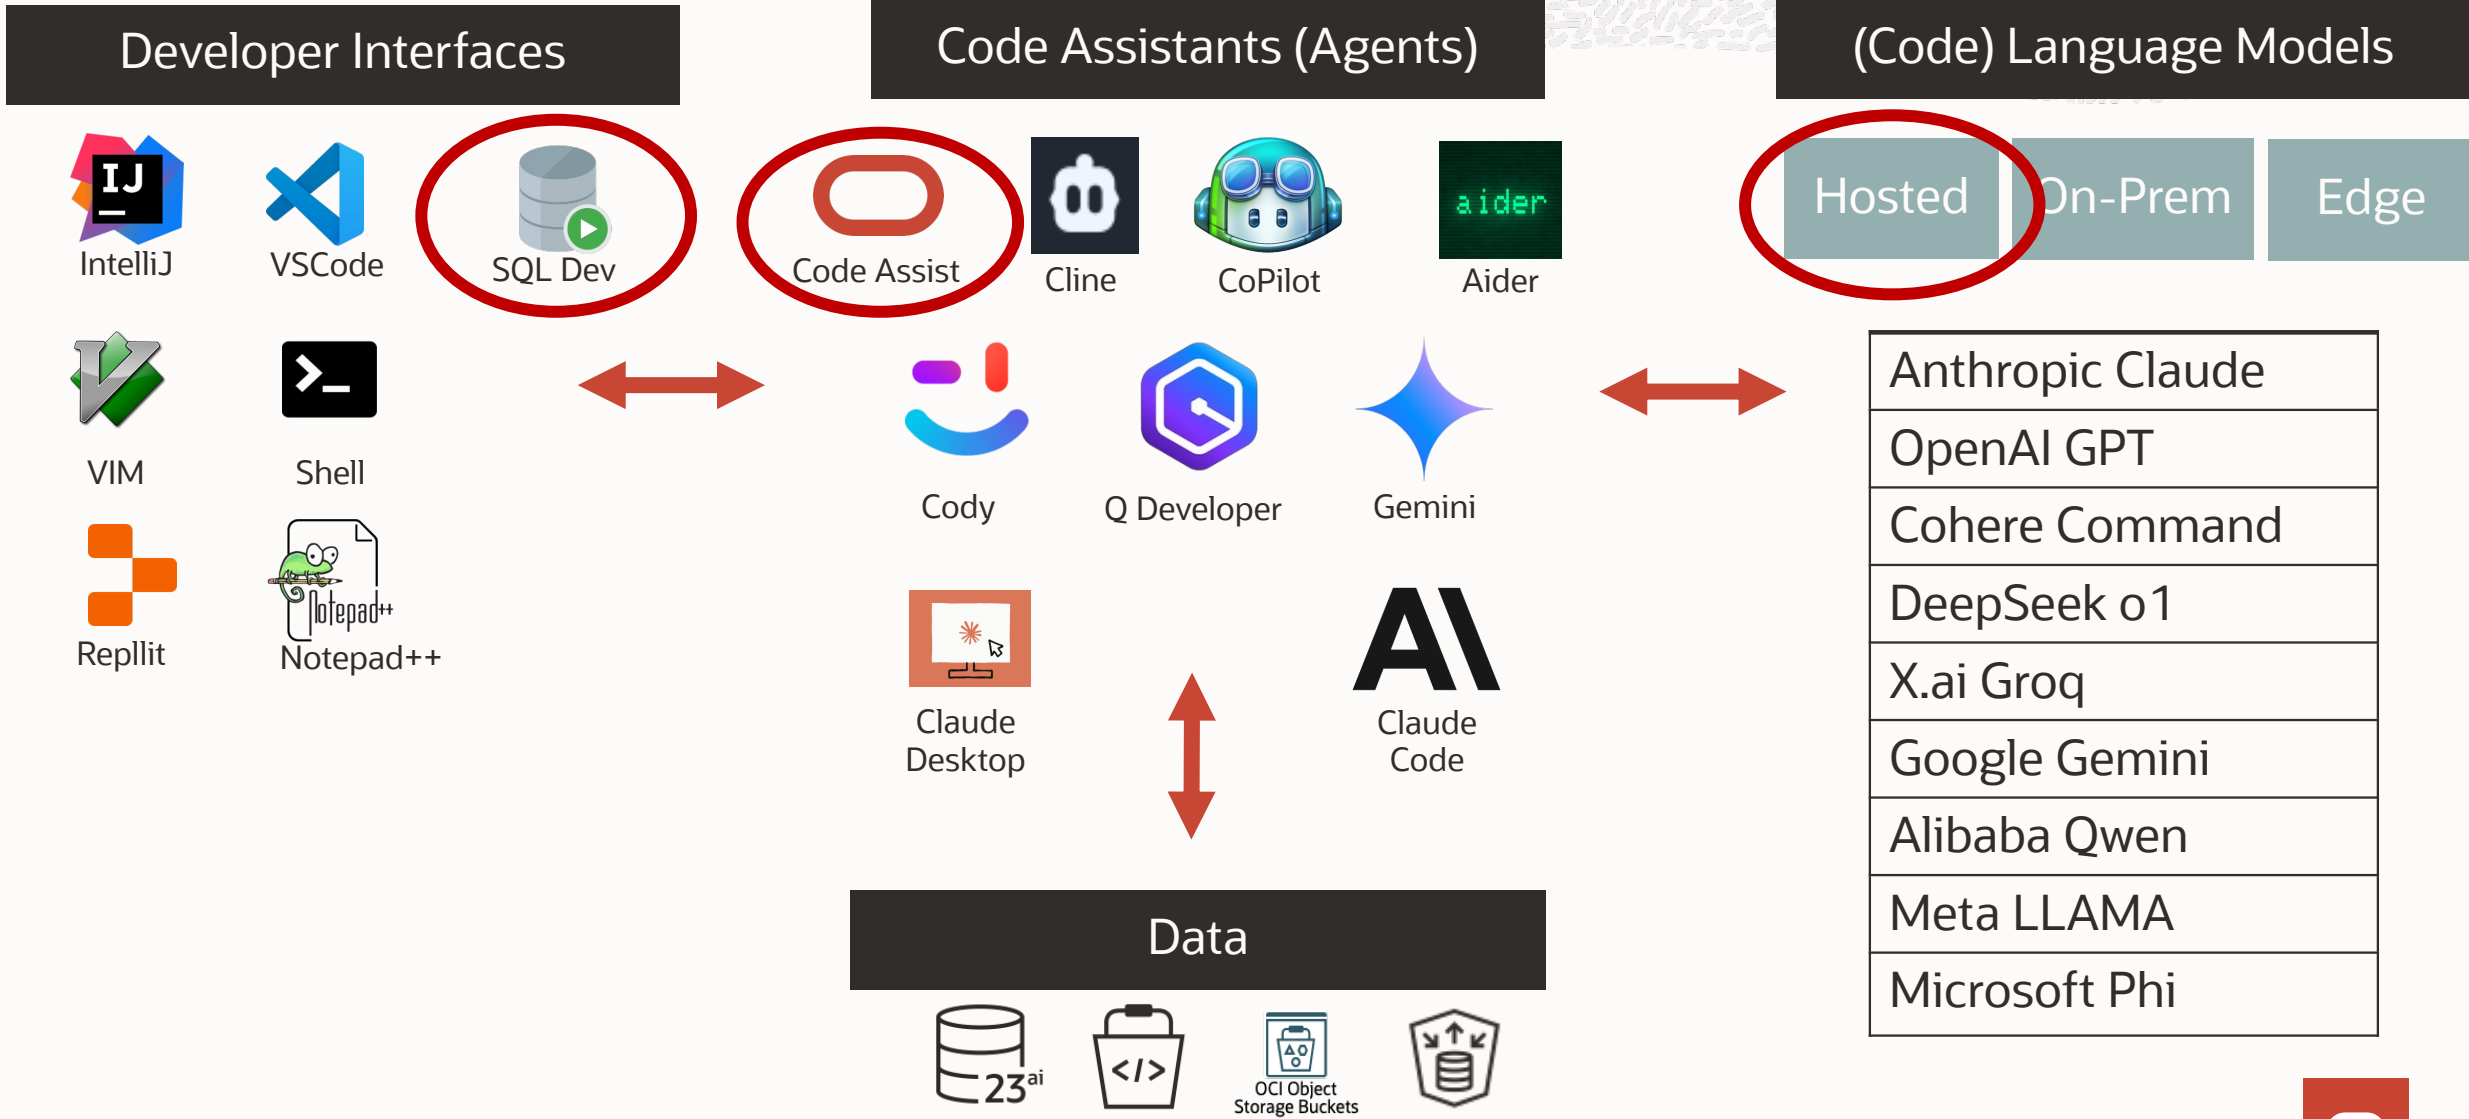 Developer Interfaces
Code Assistants (Agents)
(Code) Language Models
IJ
IntelliJ
VSCode
SQL Dev
Code Assist
Cline
CoPilot
aider
Aider
Hosted
On-Prem
Edge
VIM
>_
Shell
Cody
Q Developer
Gemini
Repllit
Notepad++
Notepad++
Claude
Desktop
AI
Claude
Code
Anthropic Claude
OpenAI GPT
Cohere Command
DeepSeek o1
X.ai Groq
Google Gemini
Alibaba Qwen
Meta LLAMA
Microsoft Phi
Data
23ai
</>
OCI Object
Storage Buckets